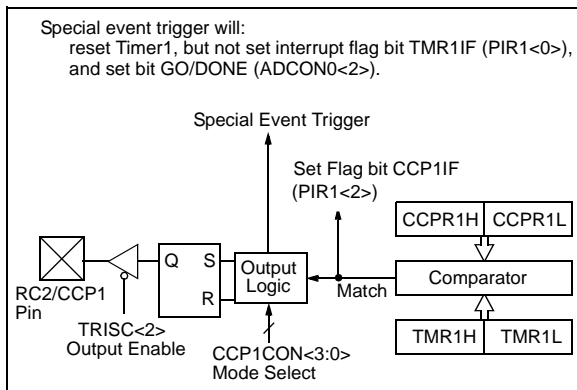 Special event trigger will:
reset Timer1, but not set interrupt flag bit TMR1IF (PIR1<0>),
and set bit GO/DONE (ADCON0<2>).
Special Event Trigger
Set Flag bit CCP1IF
(PIR1<2>)
CCPR1H CCPR1L
Q S
R
Output
Logic
Match
Comparator
RC2/CCP1
Pin
TRISC<2>
Output Enable
CCP1CON<3:0>
Mode Select
TMR1H TMR1L